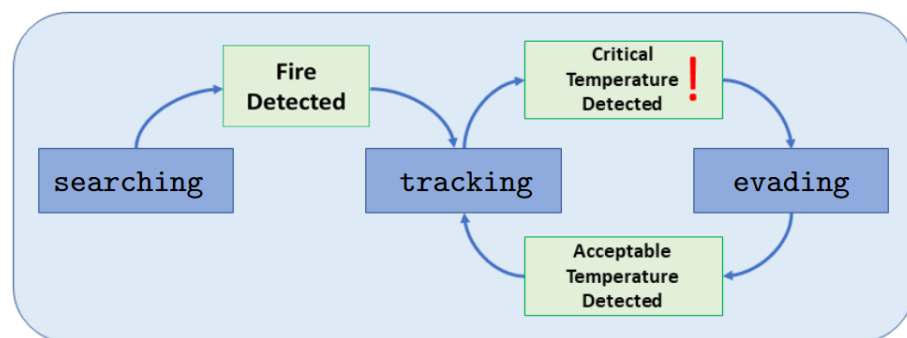 Fire
Detected
Critical
Temperature
Detected
!
searching
tracking
evading
Acceptable
Temperature
Detected